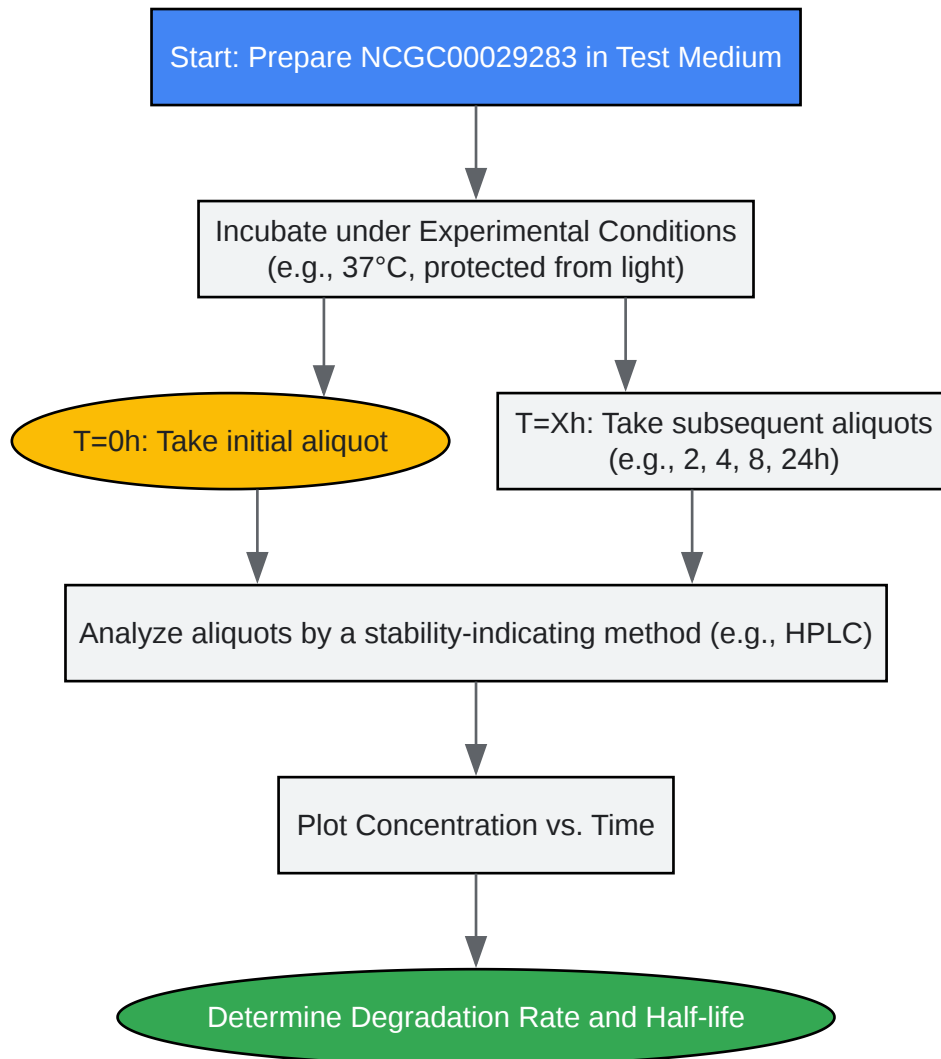 Start: Prepare NCGC00029283 in Test Medium
Incubate under Experimental Conditions
(e.g., 37°C, protected from light)
T=0h: Take initial aliquot
T=Xh: Take subsequent aliquots
(e.g., 2, 4, 8, 24h)
Analyze aliquots by a stability-indicating method (e.g., HPLC)
Plot Concentration vs. Time
Determine Degradation Rate and Half-life